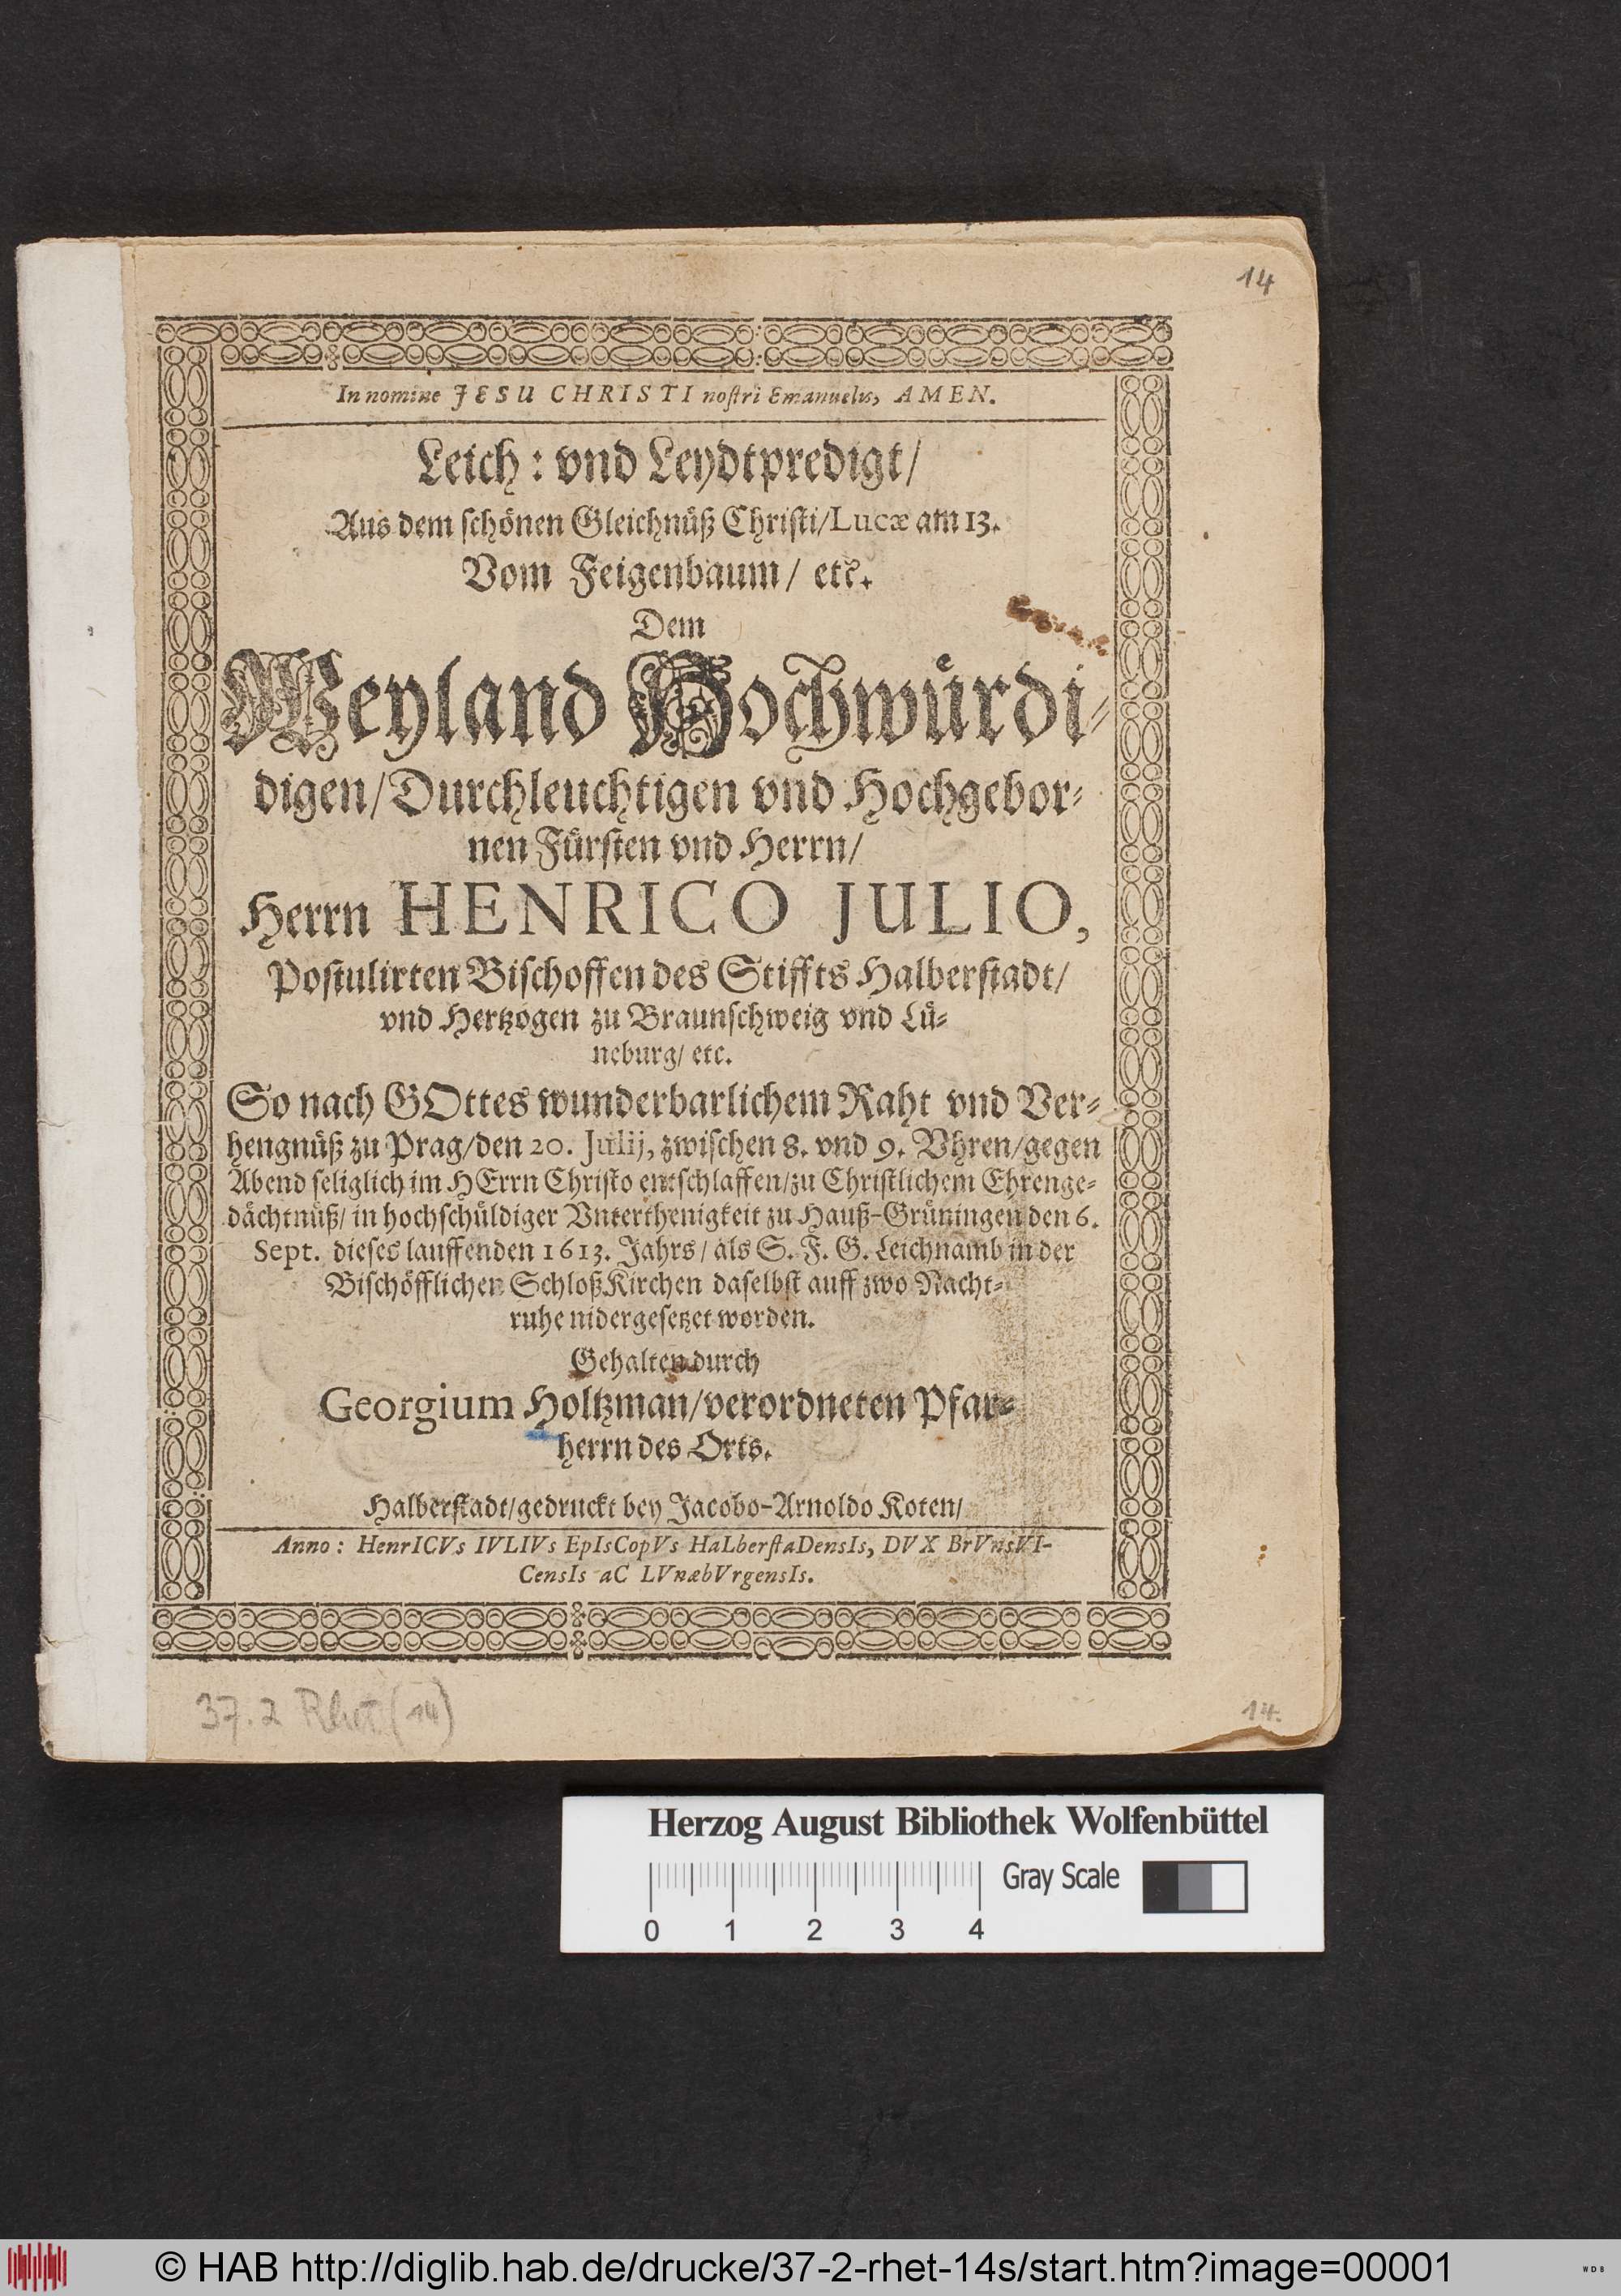 14
In nomine JESU CHRISTI nostri Emanuelis, AMEN.
Leich: vnd Leydtpredigt/
Aus dem schönen Gleichnüß Christi/Lucæ am 13.
Vom Feigenbaum/ etc.
Dem
Weyland Hochwürdi-
digen/Durchleuchtigen vnd Hochgebor-
nen Fürsten vnd Herrn/
Herrn HENRICO JULIO,
Postulirten Bischoffen des Stiffts Halberstadt/
vnd Hertzogen zu Braunschweig vnd Lü-
neburg/ etc.
So nach GOttes wunderbarlichem Raht vnd Ver-
hengnüß zu Prag/den 20. Julij, zwischen 8. vnd 9. Vhren/gegen
Abend seliglich im HErrn Christo entschlaffen/zu Christlichem Ehrenge-
dächtnüß/ in hochschüldiger Vnterthenigkeit zu Hauß-Grüningen den 6.
Sept. dieses lauffenden 1613. Jahrs/ als S. F. G. Leichnamb in der
Bischöfflichen SchloßKirchen daselbst auff zwo Nacht-
ruhe nidergesetzet worden.
Gehalten durch
Georgium Holtzman/verordneten Pfar-
herrn des Orts.
Halberstadt/gedruckt bey Jacobo-Arnoldo Koten/
Anno: HenrICVs IVLIVs EpIsCopVs HaLberstaDensIs, DVX BrVnsVI-
CensIs aC LVnæbVrgensIs.
37.2 Rhet (14)
14.
Herzog August Bibliothek Wolfenbüttel
Gray Scale
0 1 2 3 4
© HAB http://diglib.hab.de/drucke/37-2-rhet-14s/start.htm?image=00001
WDB